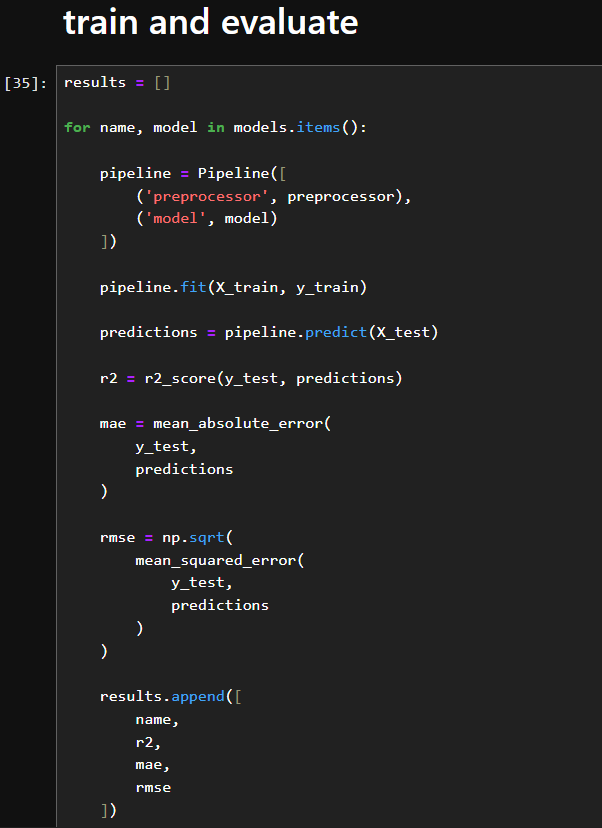 train and evaluate
[35]: results = []
for name, model in models.items():
    pipeline = Pipeline([
        ('preprocessor', preprocessor),
        ('model', model)
    ])
    pipeline.fit(X_train, y_train)
    predictions = pipeline.predict(X_test)
    r2 = r2_score(y_test, predictions)
    mae = mean_absolute_error(
        y_test,
        predictions
    )
    rmse = np.sqrt(
        mean_squared_error(
            y_test,
            predictions
        )
    )
    results.append([
        name,
        r2,
        mae,
        rmse
    ])